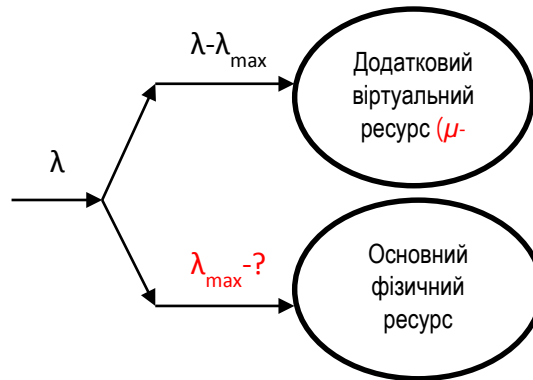 λ-λmax
Додатковий
віртуальний
ресурс (μ-
λ
λmax-?
Основний
фізичний
ресурс